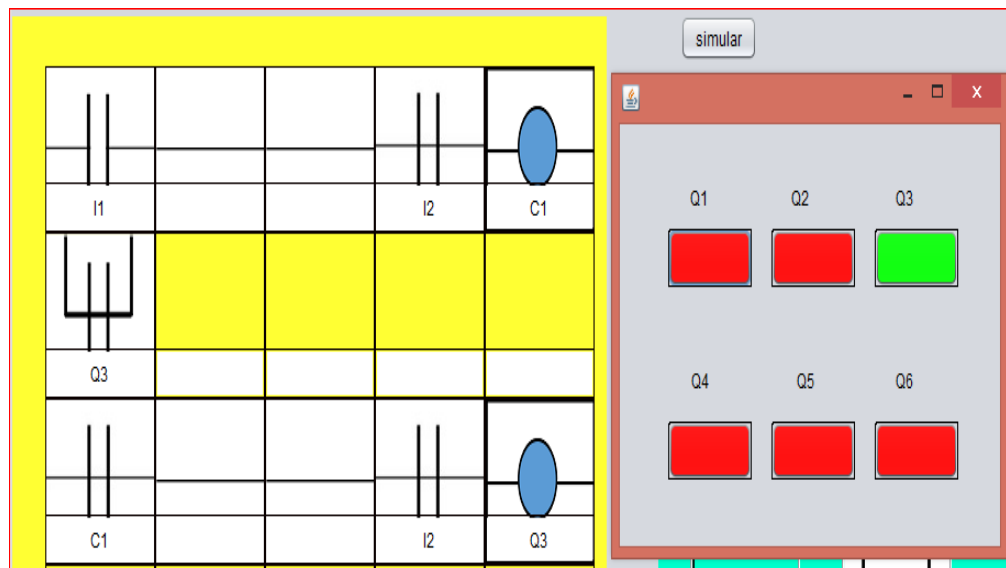 simular
X
I1 I2 C1
Q1 Q2 Q3
Q3
Q4 Q5 Q6
C1 I2 Q3